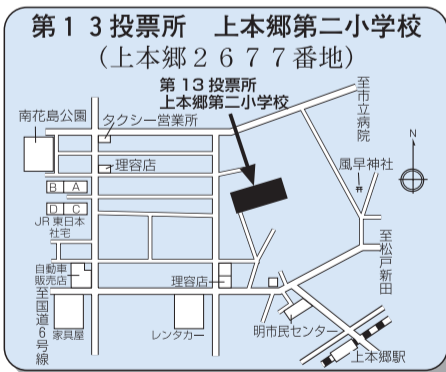 第13投票所 上本郷第二小学校
(上本郷2677番地)
第13投票所
上本郷第二小学校
至市立病院
南花島公園
タクシー営業所
理容店
風早神社
N
B A
D C
JR東日本
社宅
至松戸新田
自動車
販売店
理容店
至国道6号線
家具屋
レンタカー
明市民センター
上本郷駅